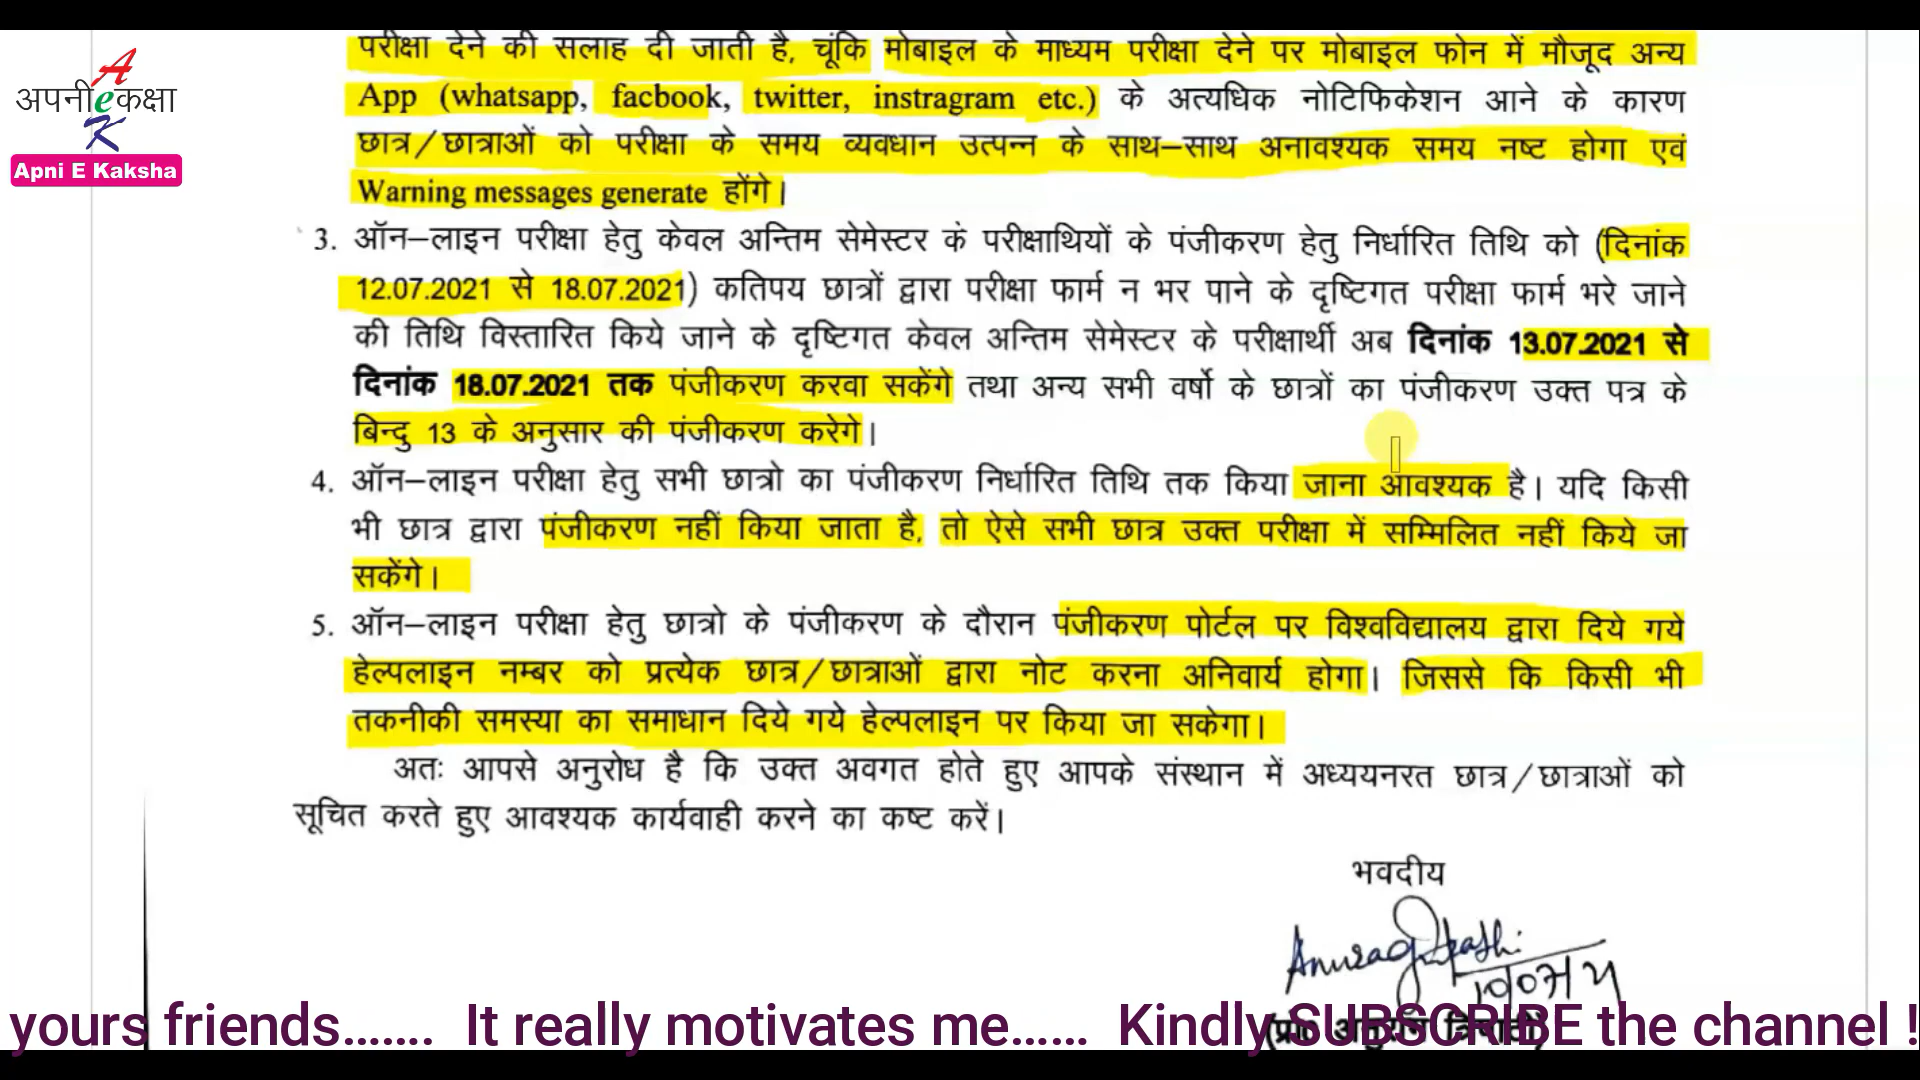 परीक्षा देने की सलाह दी जाती है, चूंकि मोबाइल के माध्यम परीक्षा देने पर मोबाइल फोन में मौजूद अन्य
App (whatsapp, facbook, twitter, instragram etc.) के अत्यधिक नोटिफिकेशन आने के कारण
छात्र/छात्राओं को परीक्षा के समय व्यवधान उत्पन्न के साथ–साथ अनावश्यक समय नष्ट होगा एवं
Warning messages generate होंगे।
3. ऑन–लाइन परीक्षा हेतु केवल अन्तिम सेमेस्टर कें परीक्षाथियों के पंजीकरण हेतु निर्धारित तिथि को (दिनांक
12.07.2021 से 18.07.2021) कतिपय छात्रों द्वारा परीक्षा फार्म न भर पाने के दृष्टिगत परीक्षा फार्म भरे जाने
की तिथि विस्तारित किये जाने के दृष्टिगत केवल अन्तिम सेमेस्टर के परीक्षार्थी अब दिनांक 13.07.2021 से
दिनांक 18.07.2021 तक पंजीकरण करवा सकेंगे तथा अन्य सभी वर्षो के छात्रों का पंजीकरण उक्त पत्र के
बिन्दु 13 के अनुसार की पंजीकरण करेगे।
4. ऑन–लाइन परीक्षा हेतु सभी छात्रो का पंजीकरण निर्धारित तिथि तक किया जाना आवश्यक है। यदि किसी
भी छात्र द्वारा पंजीकरण नहीं किया जाता है, तो ऐसे सभी छात्र उक्त परीक्षा में सम्मिलित नहीं किये जा
सकेंगे।
5. ऑन–लाइन परीक्षा हेतु छात्रो के पंजीकरण के दौरान पंजीकरण पोर्टल पर विश्वविद्यालय द्वारा दिये गये
हेल्पलाइन नम्बर को प्रत्येक छात्र/छात्राओं द्वारा नोट करना अनिवार्य होगा। जिससे कि किसी भी
तकनीकी समस्या का समाधान दिये गये हेल्पलाइन पर किया जा सकेगा।
अतः आपसे अनुरोध है कि उक्त अवगत होते हुए आपके संस्थान में अध्ययनरत छात्र/छात्राओं को
सूचित करते हुए आवश्यक कार्यवाही करने का कष्ट करें।
भवदीय
A
अपनी e कक्षा
K
Apni E Kaksha
yours friends....... It really motivates me...... Kindly SUBSCRIBE the channel !